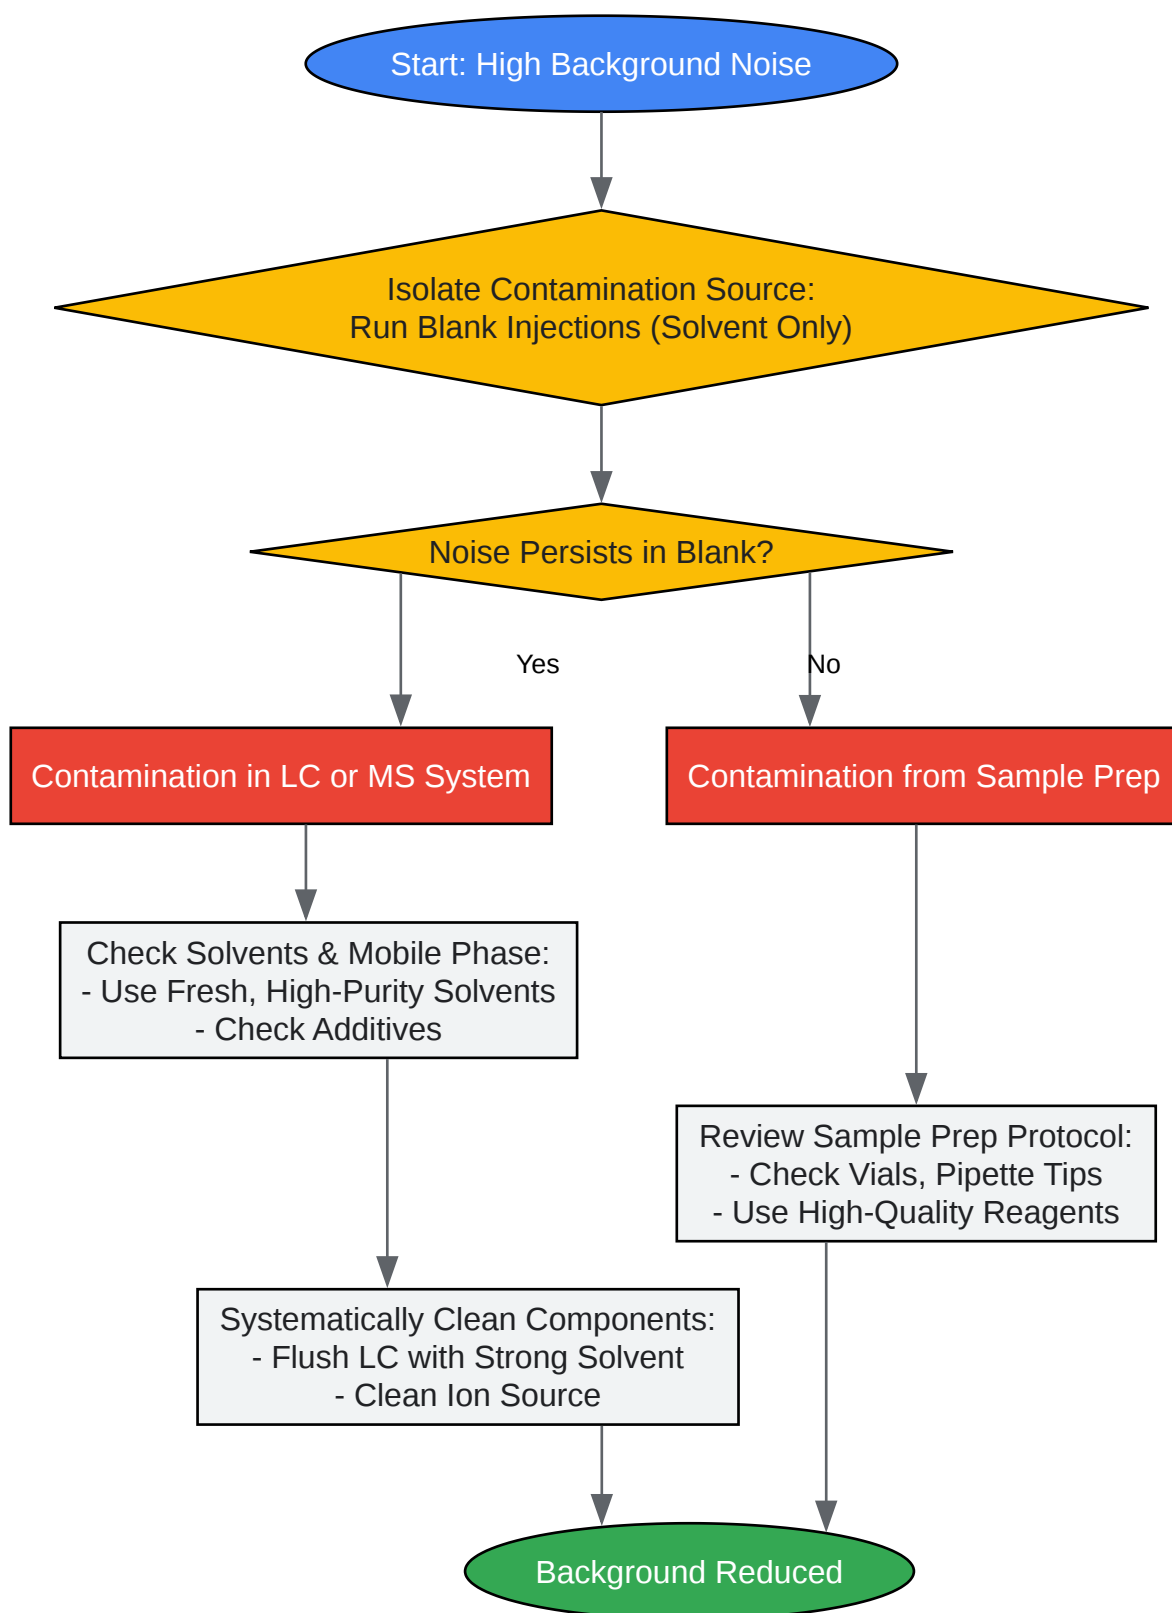 Start: High Background Noise
Isolate Contamination Source:
Run Blank Injections (Solvent Only)
Noise Persists in Blank?
Yes
No
Contamination in LC or MS System
Contamination from Sample Prep
Check Solvents & Mobile Phase:
- Use Fresh, High-Purity Solvents
- Check Additives
Review Sample Prep Protocol:
- Check Vials, Pipette Tips
- Use High-Quality Reagents
Systematically Clean Components:
- Flush LC with Strong Solvent
- Clean Ion Source
Background Reduced